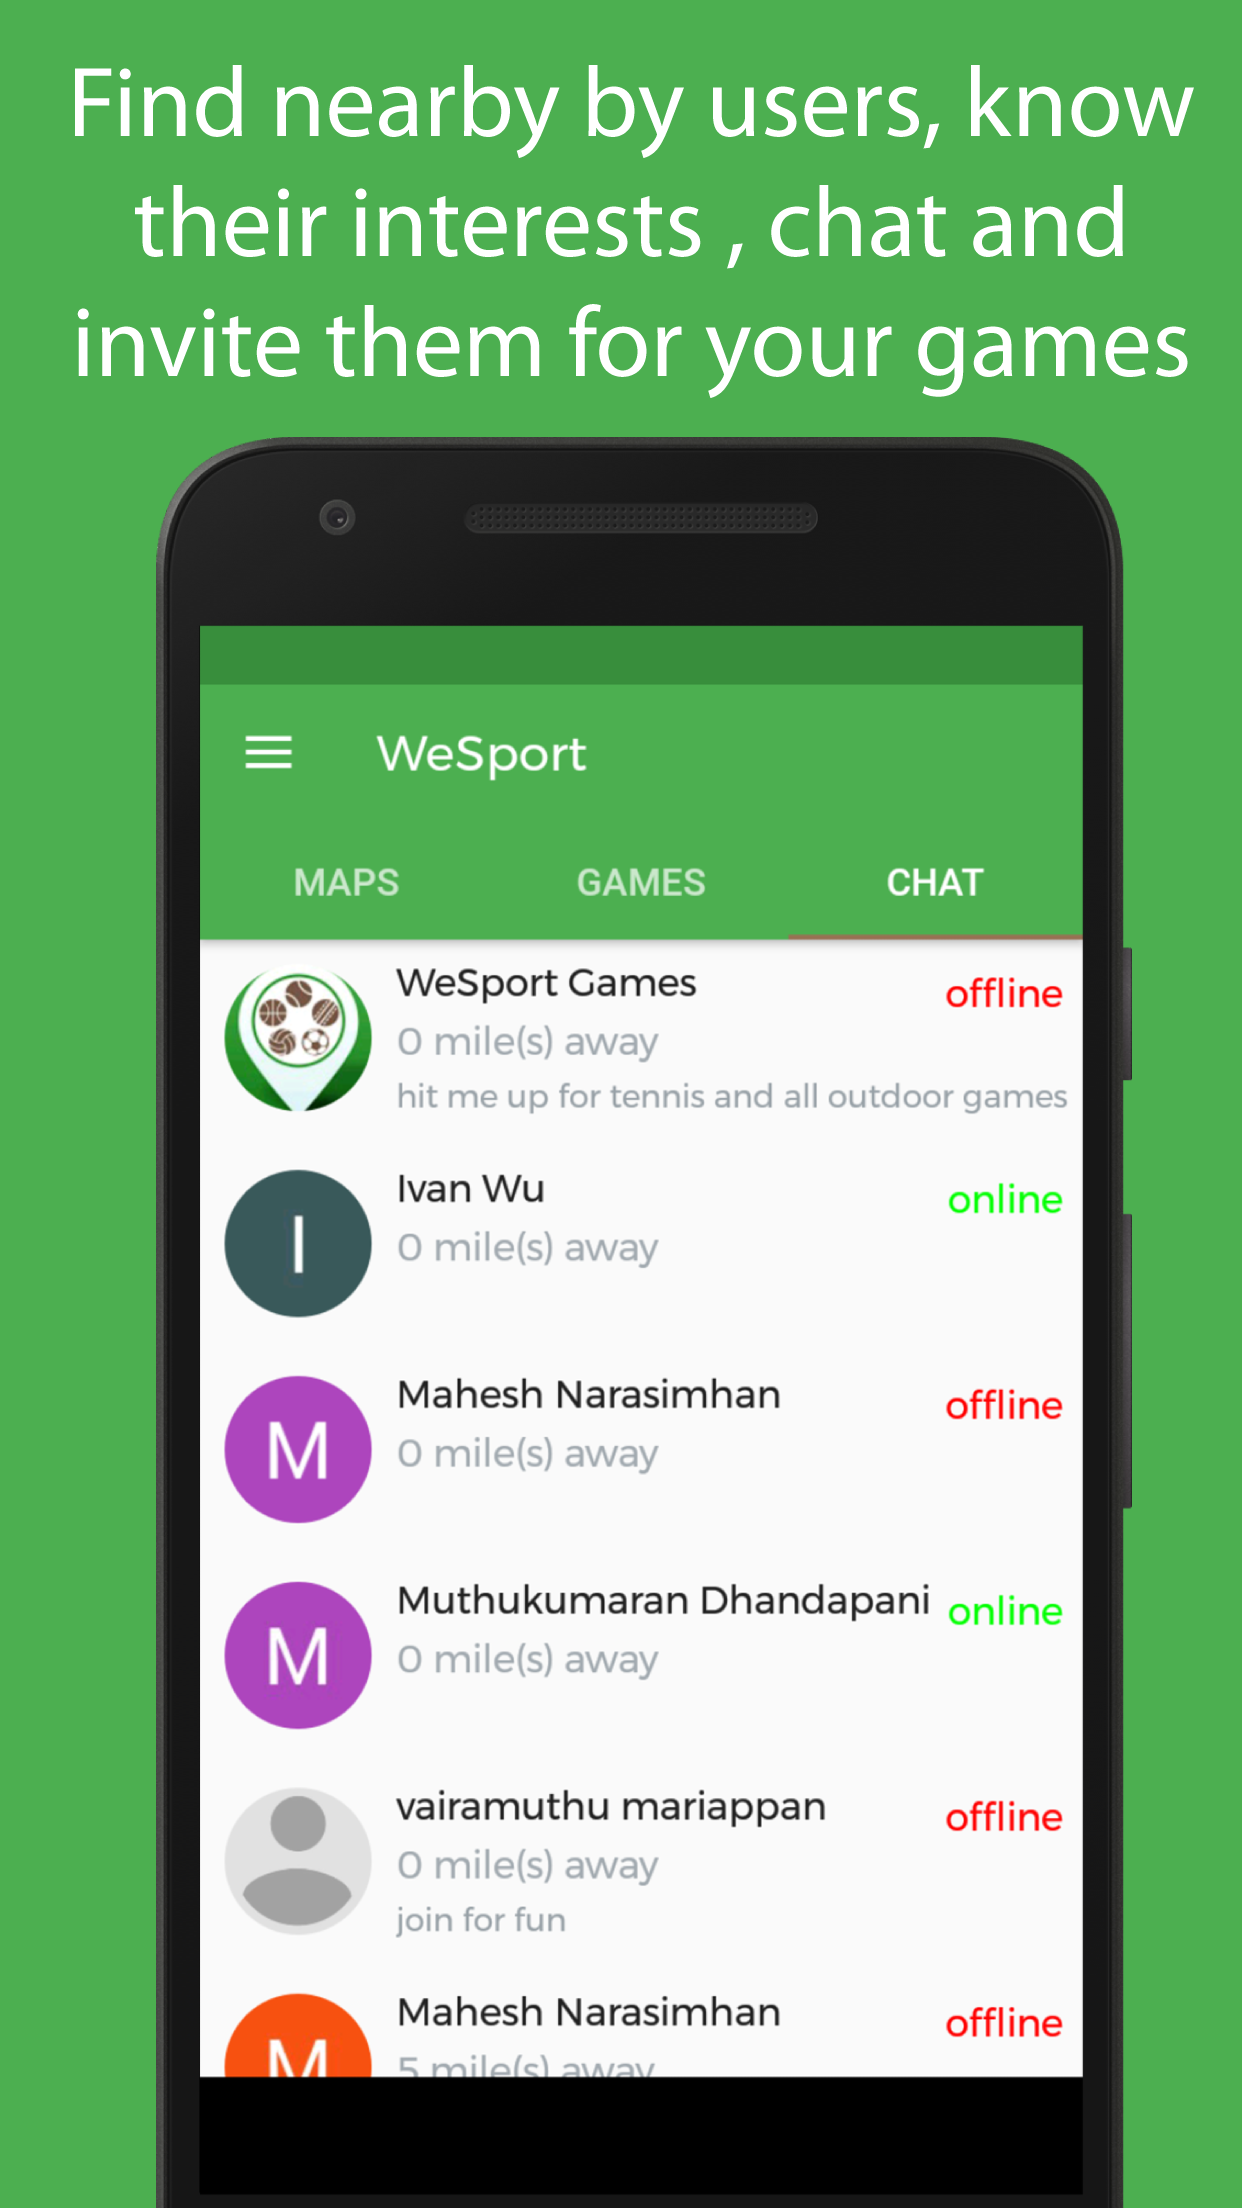 Find nearby by users, know
their interests , chat and
invite them for your games
WeSport
MAPS GAMES CHAT
WeSport Games
offline
0 mile(s) away
hit me up for tennis and all outdoor games
I
Ivan Wu
online
0 mile(s) away
M
Mahesh Narasimhan
offline
0 mile(s) away
M
Muthukumaran Dhandapani
online
0 mile(s) away
vairamuthu mariappan
offline
0 mile(s) away
join for fun
M
Mahesh Narasimhan
offline
5 mile(s) away